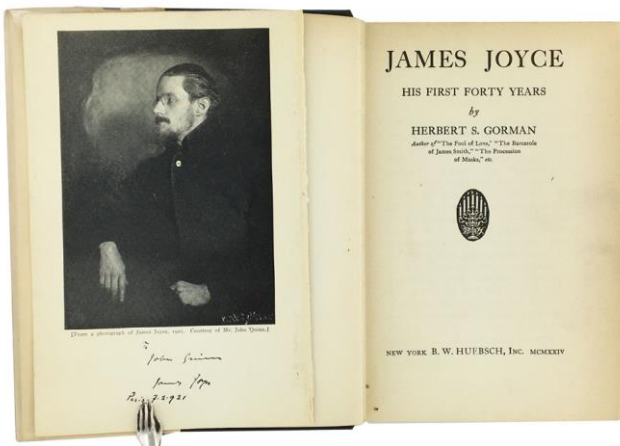 [From a photograph of James Joyce, 1921. Courtesy of Mr. John Quinn.]
To
John Quinn
James Joyce
Paris 7.2.921
JAMES JOYCE
HIS FIRST FORTY YEARS
by
HERBERT S. GORMAN
Author of "The Fool of Love," "The Barcarole
of James Smith," "The Procession
of Masks," etc.
NEW YORK B. W. HUEBSCH, INC. MCMXXIV